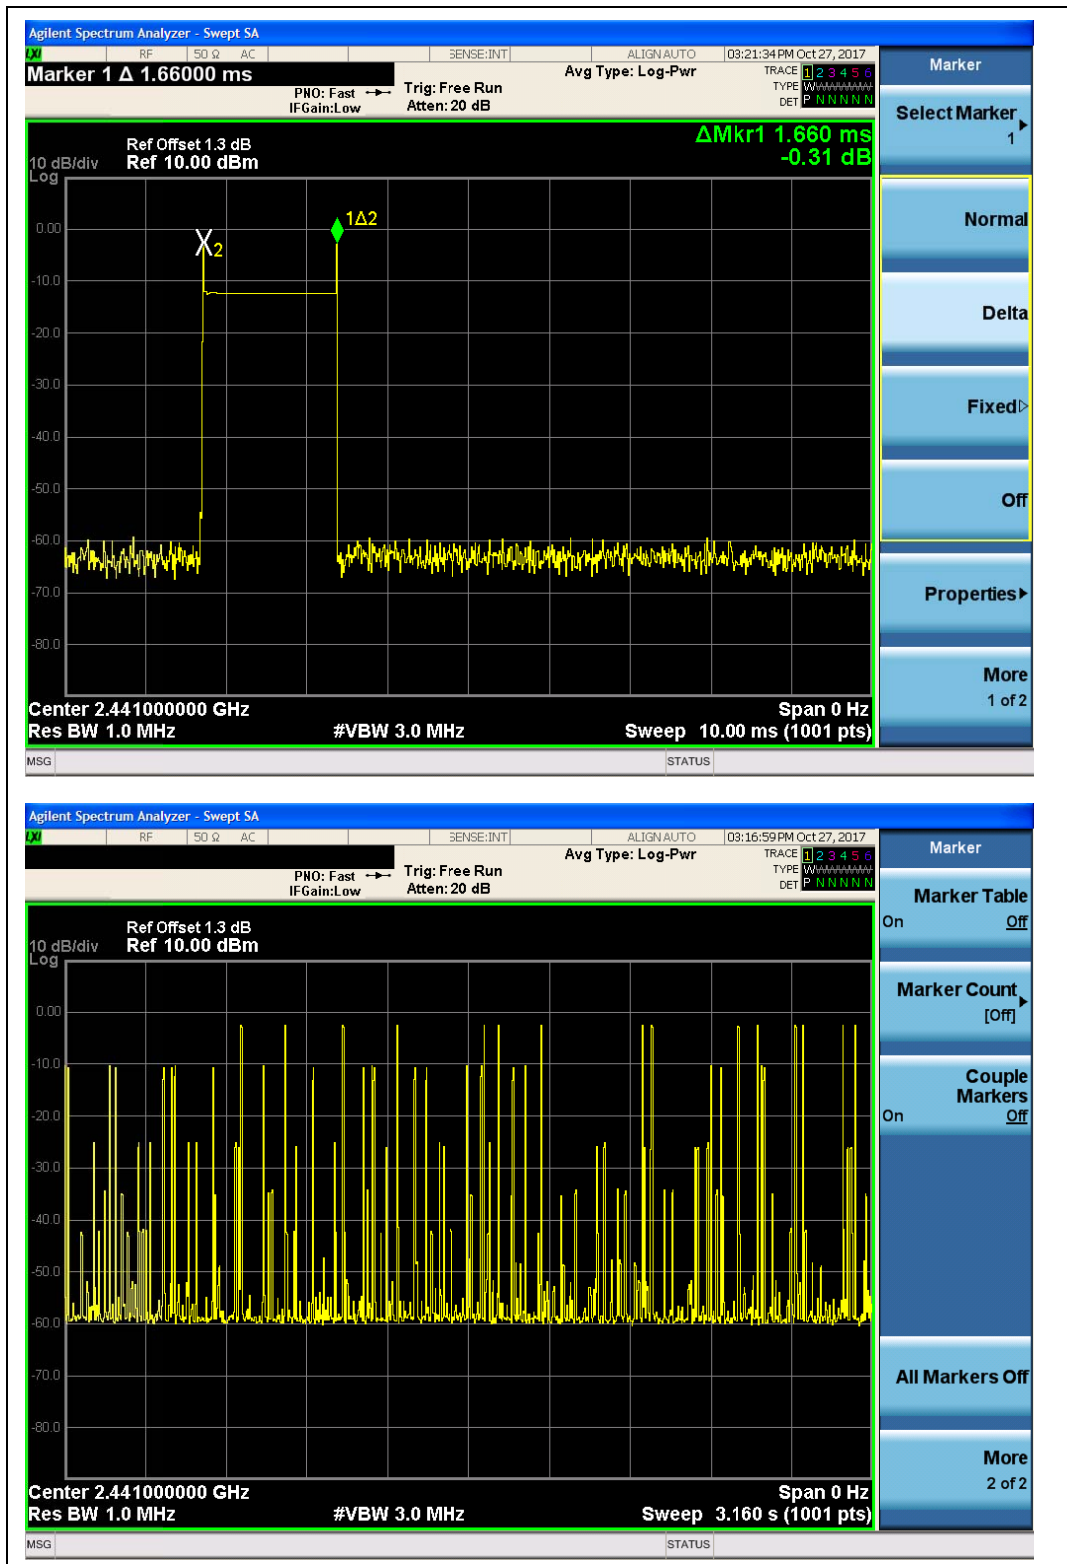 Agilent Spectrum Analyzer - Swept SA
LXI RF 50 Ω AC SENSE:INT ALIGN AUTO 03:21:34 PM Oct 27, 2017
Marker 1 Δ 1.66000 ms
PNO: Fast
IFGain:Low
Trig: Free Run
Atten: 20 dB
Avg Type: Log-Pwr
TRACE 1 2 3 4 5 6
TYPE W
DET P N N N N N
Ref Offset 1.3 dB
10 dB/div Ref 10.00 dBm
Log
ΔMkr1 1.660 ms
-0.31 dB
0.00
-10.0
-20.0
-30.0
-40.0
-50.0
-60.0
-70.0
-80.0
X2
1Δ2
Center 2.441000000 GHz Span 0 Hz
Res BW 1.0 MHz #VBW 3.0 MHz Sweep 10.00 ms (1001 pts)
MSG STATUS
Marker
Select Marker
1
Normal
Delta
Fixed
Off
Properties
More
1 of 2
Agilent Spectrum Analyzer - Swept SA
LXI RF 50 Ω AC SENSE:INT ALIGN AUTO 03:16:59 PM Oct 27, 2017
PNO: Fast
IFGain:Low
Trig: Free Run
Atten: 20 dB
Avg Type: Log-Pwr
TRACE 1 2 3 4 5 6
TYPE W
DET P N N N N N
Ref Offset 1.3 dB
10 dB/div Ref 10.00 dBm
Log
0.00
-10.0
-20.0
-30.0
-40.0
-50.0
-60.0
-70.0
-80.0
Center 2.441000000 GHz Span 0 Hz
Res BW 1.0 MHz #VBW 3.0 MHz Sweep 3.160 s (1001 pts)
MSG STATUS
Marker
Marker Table
On Off
Marker Count
[Off]
Couple
Markers
On Off
All Markers Off
More
2 of 2